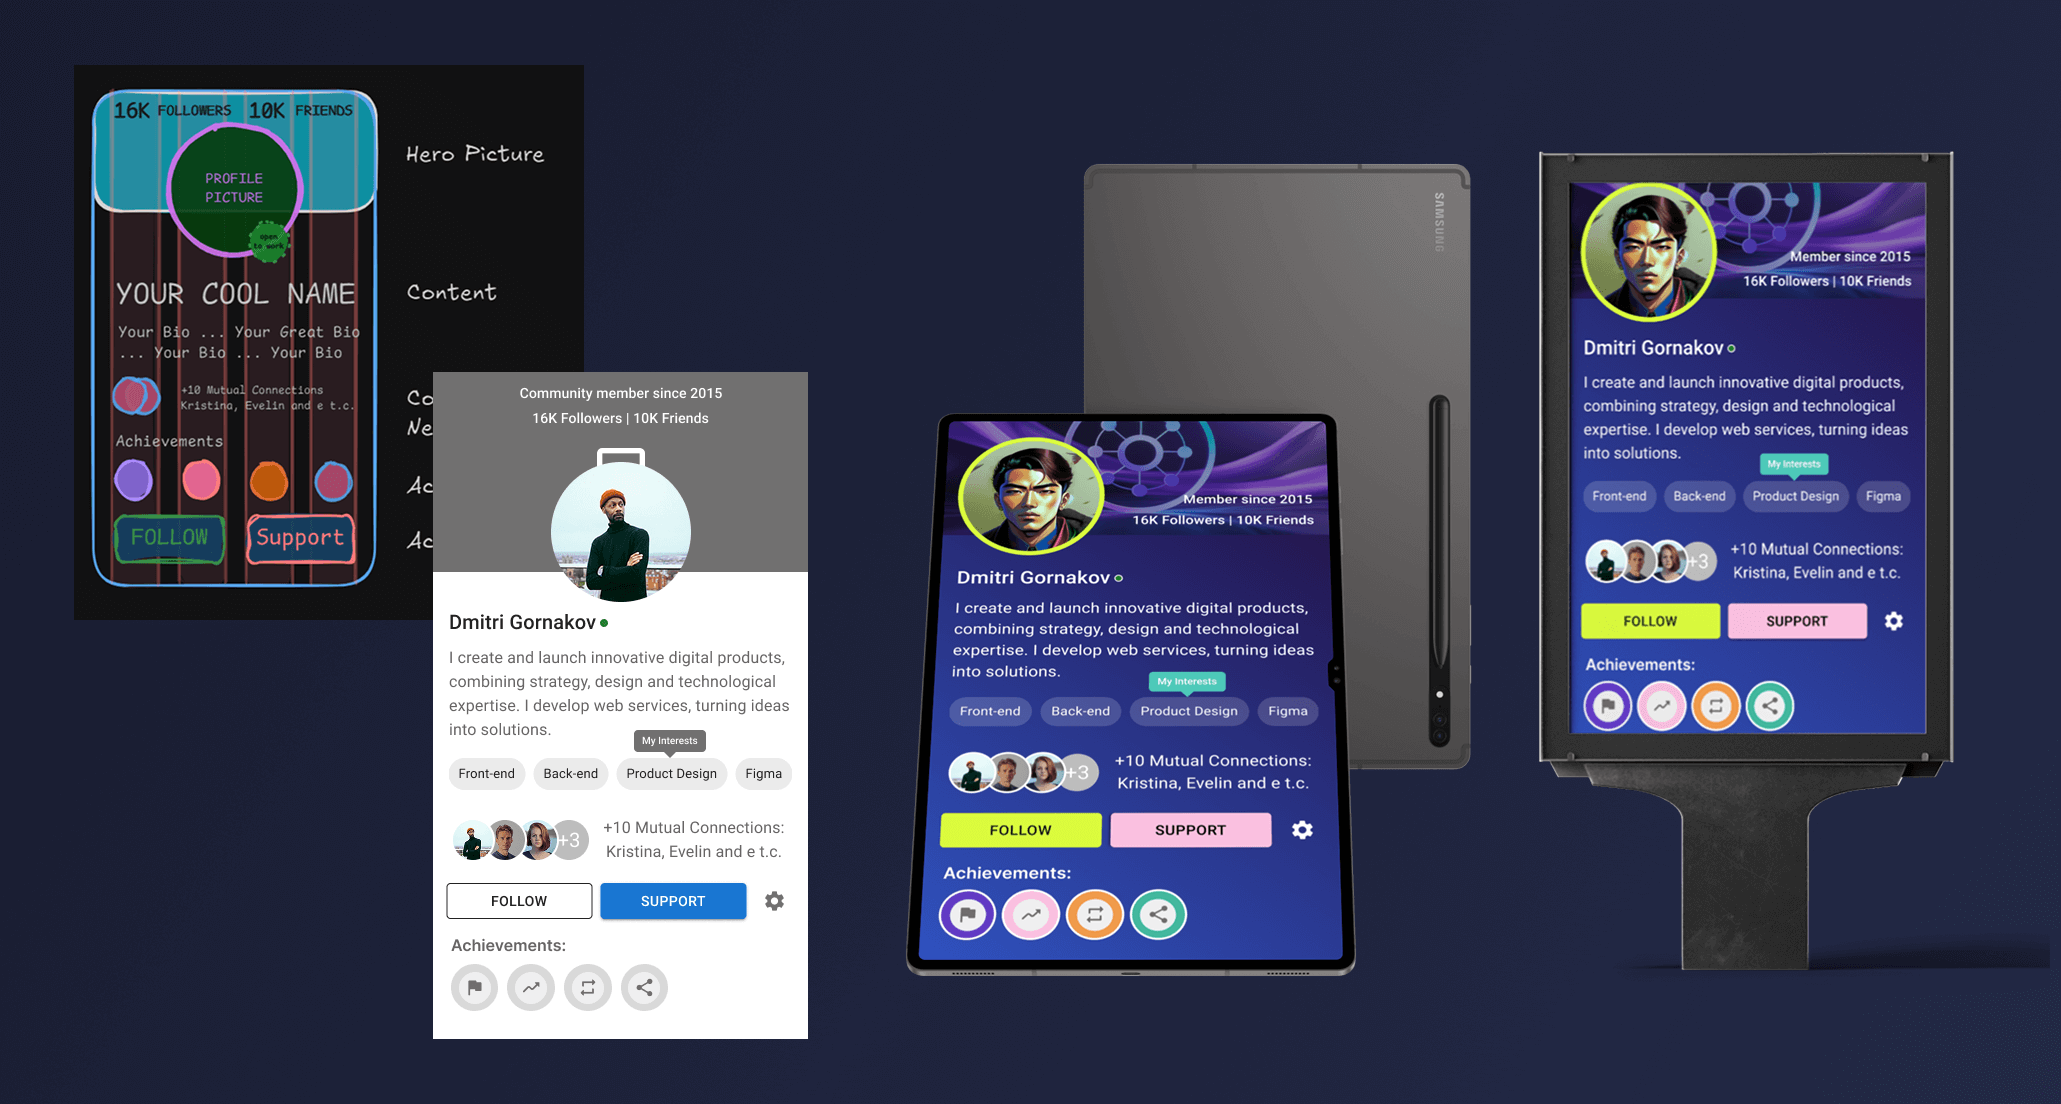 16K FOLLOWERS 10K FRIENDS
PROFILE
PICTURE
open
to work
YOUR COOL NAME
Your Bio ... Your Great Bio
... Your Bio ... Your Bio
+10 Mutual Connections
Kristina, Evelin and e t.c.
Achievements
FOLLOW
Support
Hero Picture
Content
Co
Ne
Ac
Ac
Community member since 2015
16K Followers | 10K Friends
Dmitri Gornakov
I create and launch innovative digital products,
combining strategy, design and technological
expertise. I develop web services, turning ideas
into solutions.
My Interests
Front-end
Back-end
Product Design
Figma
+3
+10 Mutual Connections:
Kristina, Evelin and e t.c.
FOLLOW
SUPPORT
Achievements:
SAMSUNG
Member since 2015
16K Followers | 10K Friends
Dmitri Gornakov
I create and launch innovative digital products,
combining strategy, design and technological
expertise. I develop web services, turning ideas
into solutions.
My Interests
Front-end
Back-end
Product Design
Figma
+3
+10 Mutual Connections:
Kristina, Evelin and e t.c.
FOLLOW
SUPPORT
Achievements:
Member since 2015
16K Followers | 10K Friends
Dmitri Gornakov
I create and launch innovative digital products,
combining strategy, design and technological
expertise. I develop web services, turning ideas
into solutions.
My Interests
Front-end
Back-end
Product Design
Figma
+3
+10 Mutual Connections:
Kristina, Evelin and e t.c.
FOLLOW
SUPPORT
Achievements: